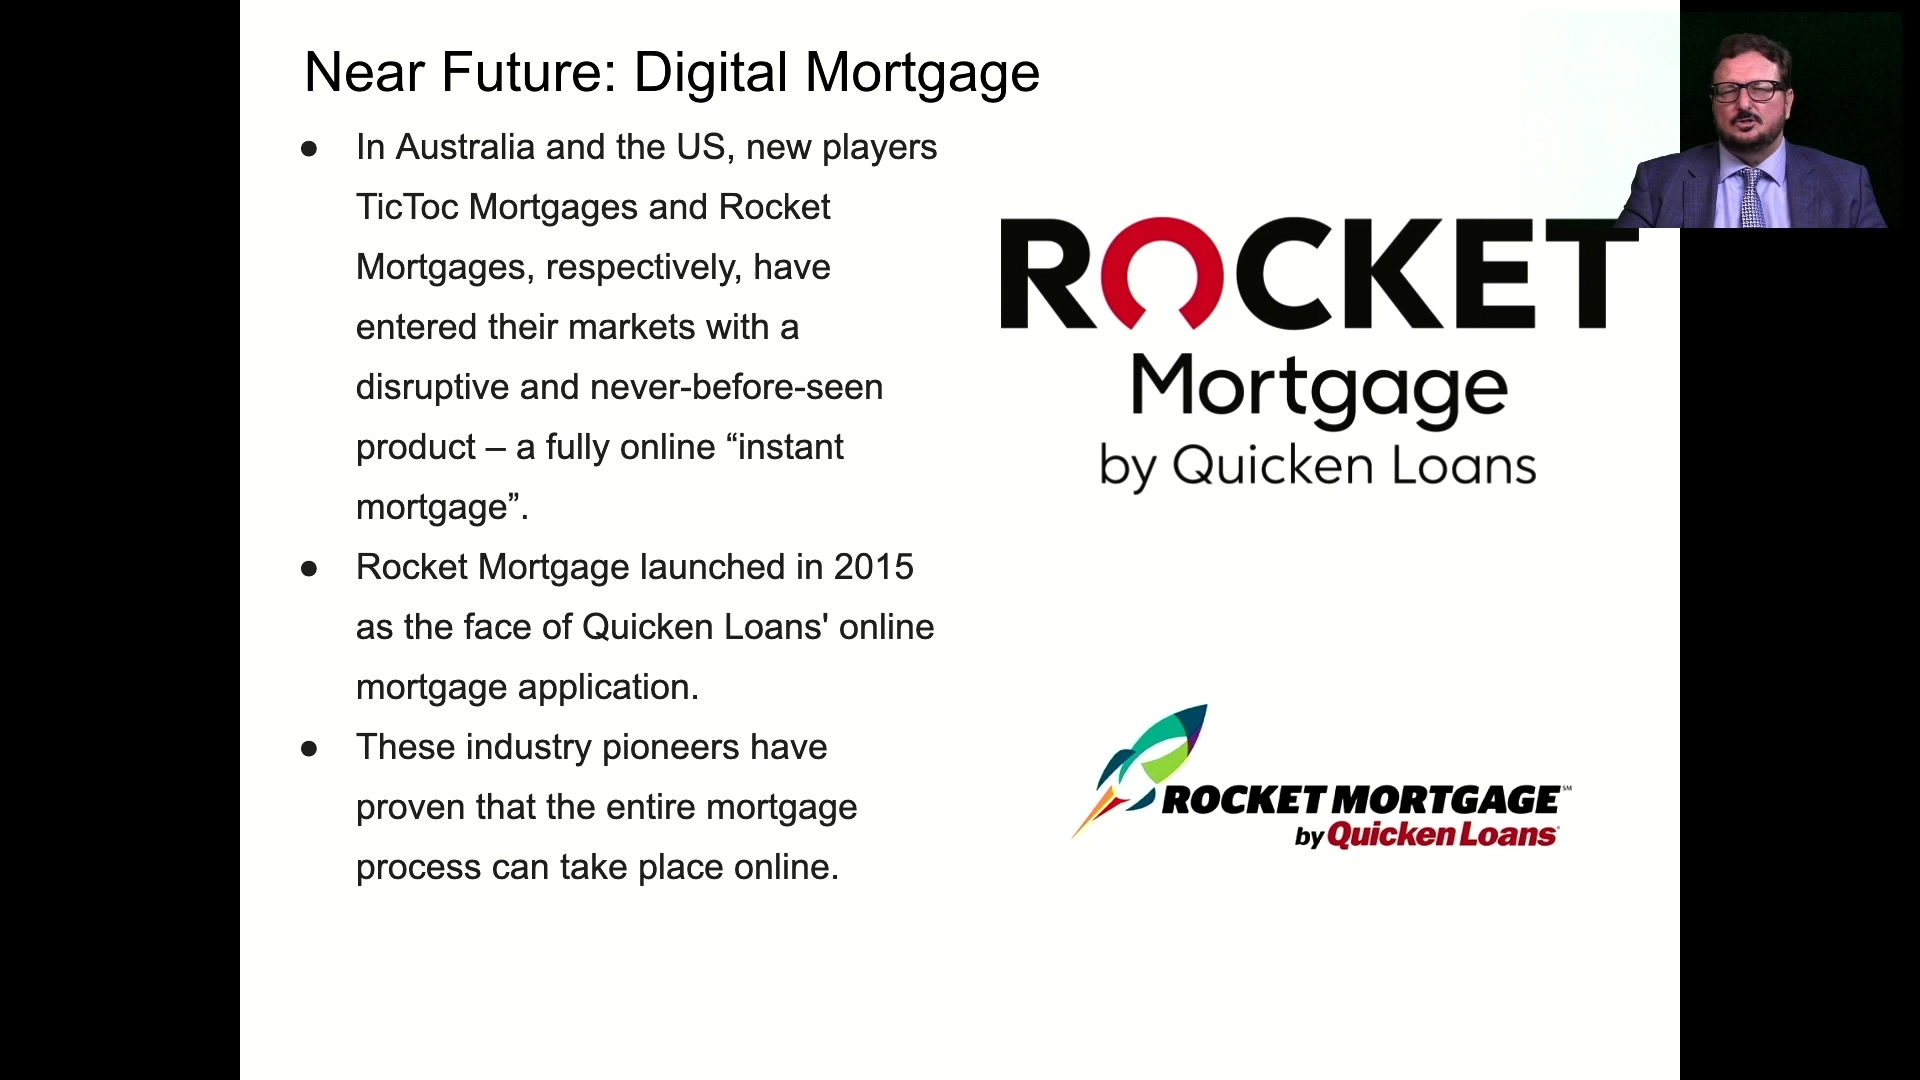 Near Future: Digital Mortgage
● In Australia and the US, new players
TicToc Mortgages and Rocket
Mortgages, respectively, have
entered their markets with a
disruptive and never-before-seen
product – a fully online “instant
mortgage”.
● Rocket Mortgage launched in 2015
as the face of Quicken Loans' online
mortgage application.
● These industry pioneers have
proven that the entire mortgage
process can take place online.
ROCKET
Mortgage
by Quicken Loans
ROCKET MORTGAGE℠
by Quicken Loans